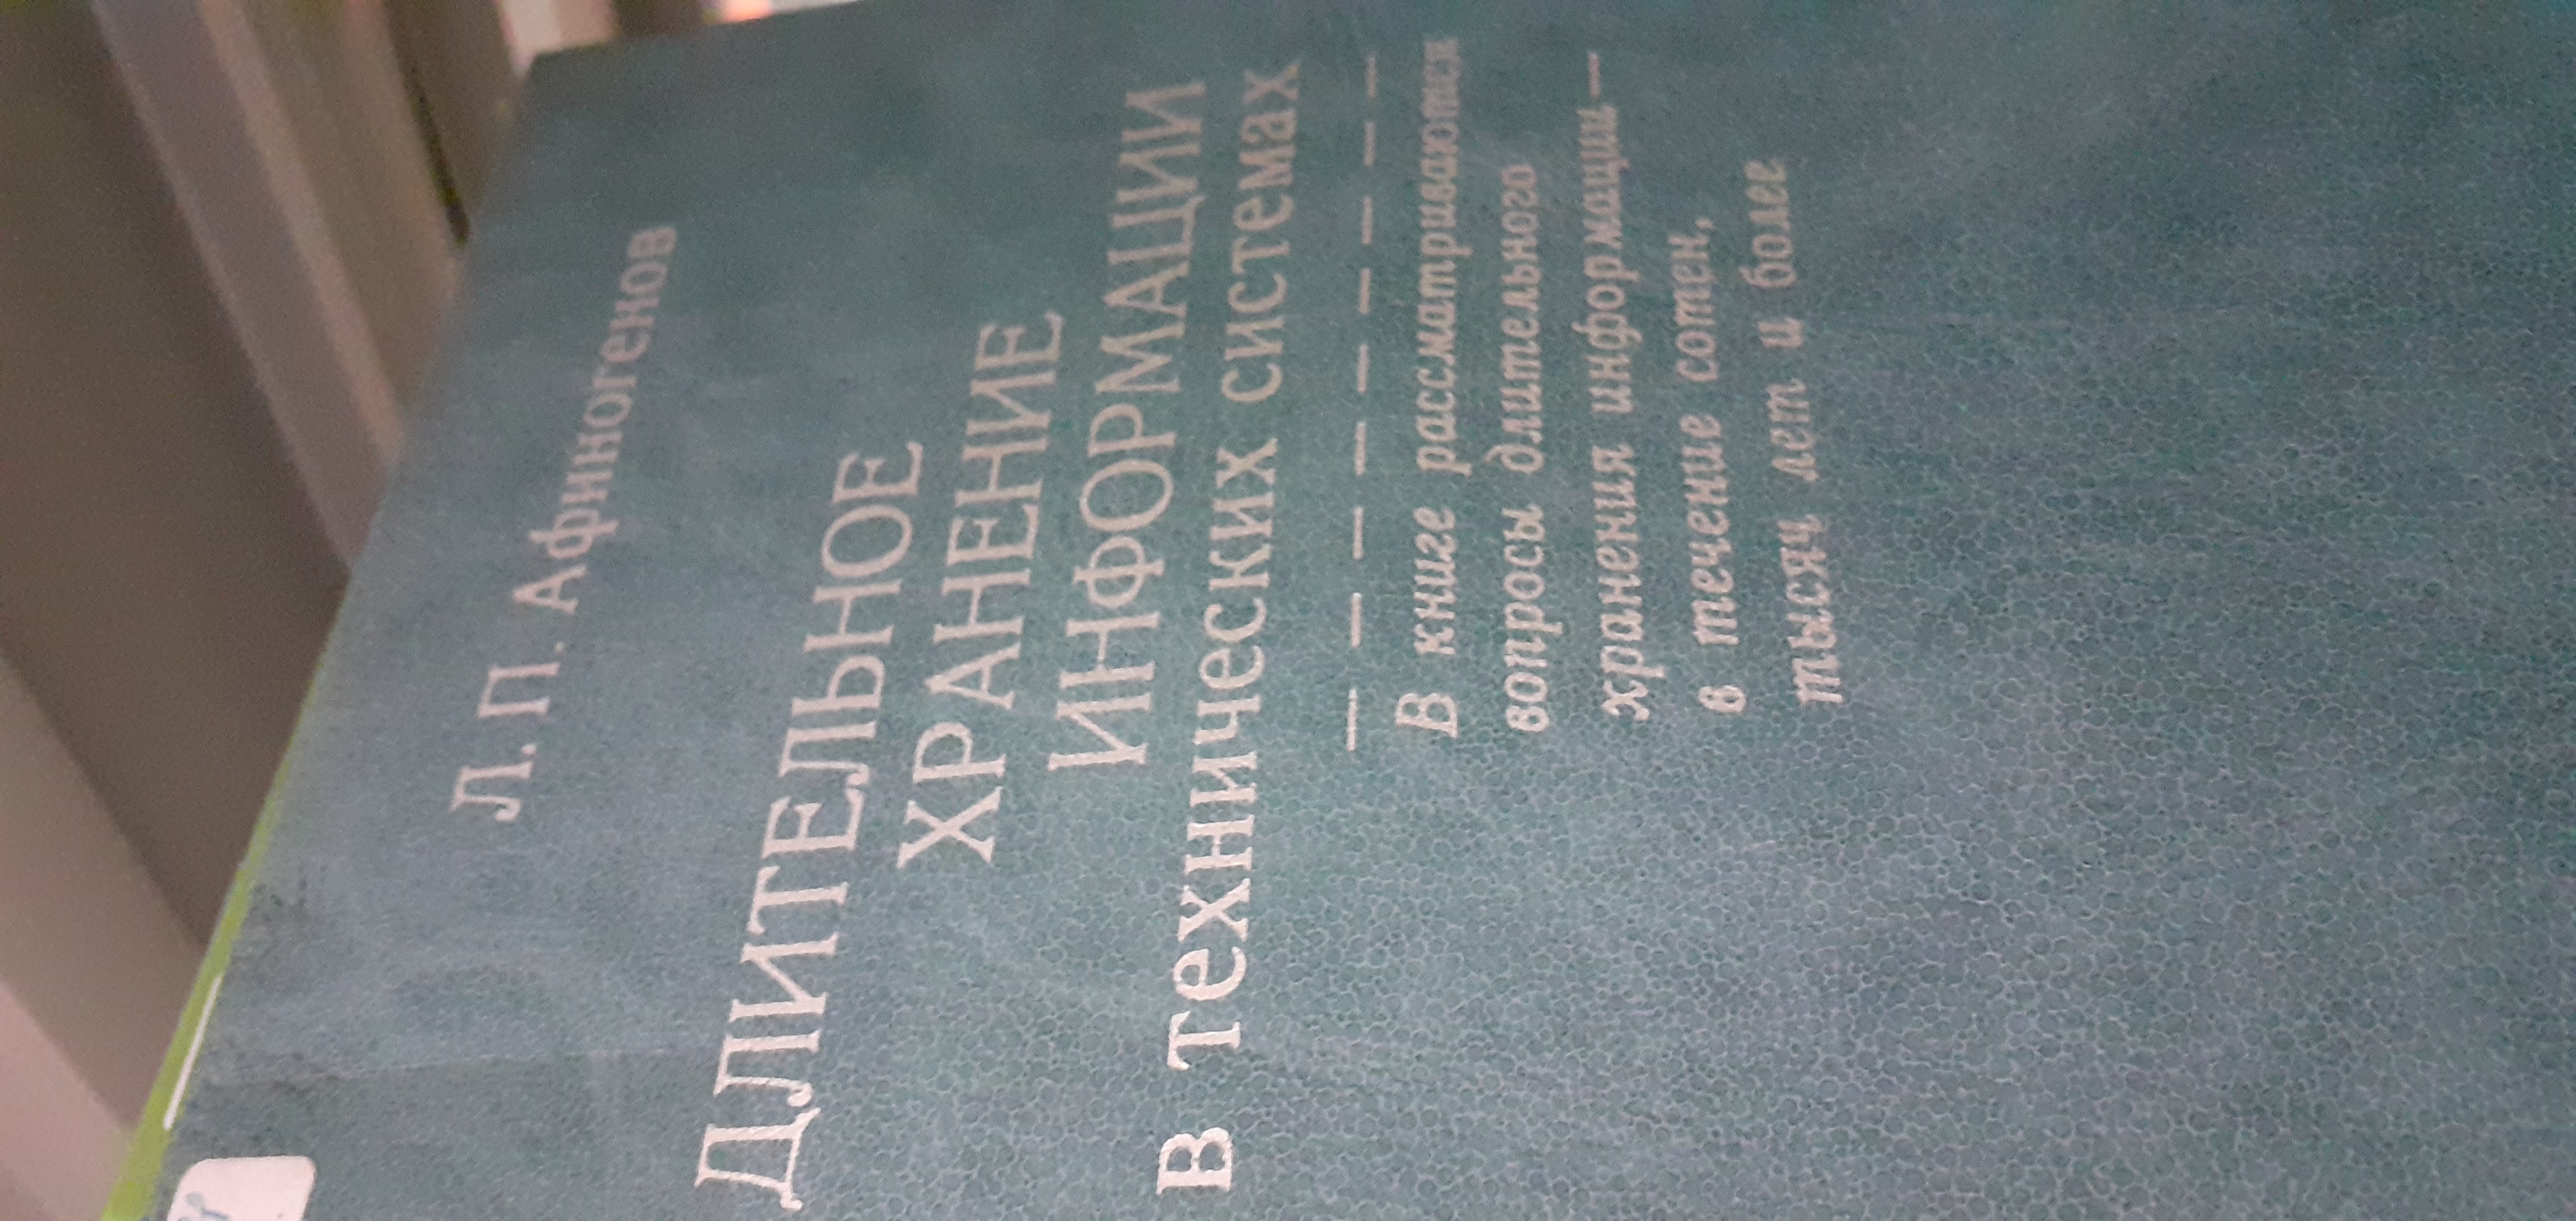 Л. П. Афиногенов
ДЛИТЕЛЬНОЕ
ХРАНЕНИЕ
ИНФОРМАЦИИ
В технических системах
В книге рассматриваются
вопросы длительного
хранения информации—
в течение сотен,
тысяч лет и более